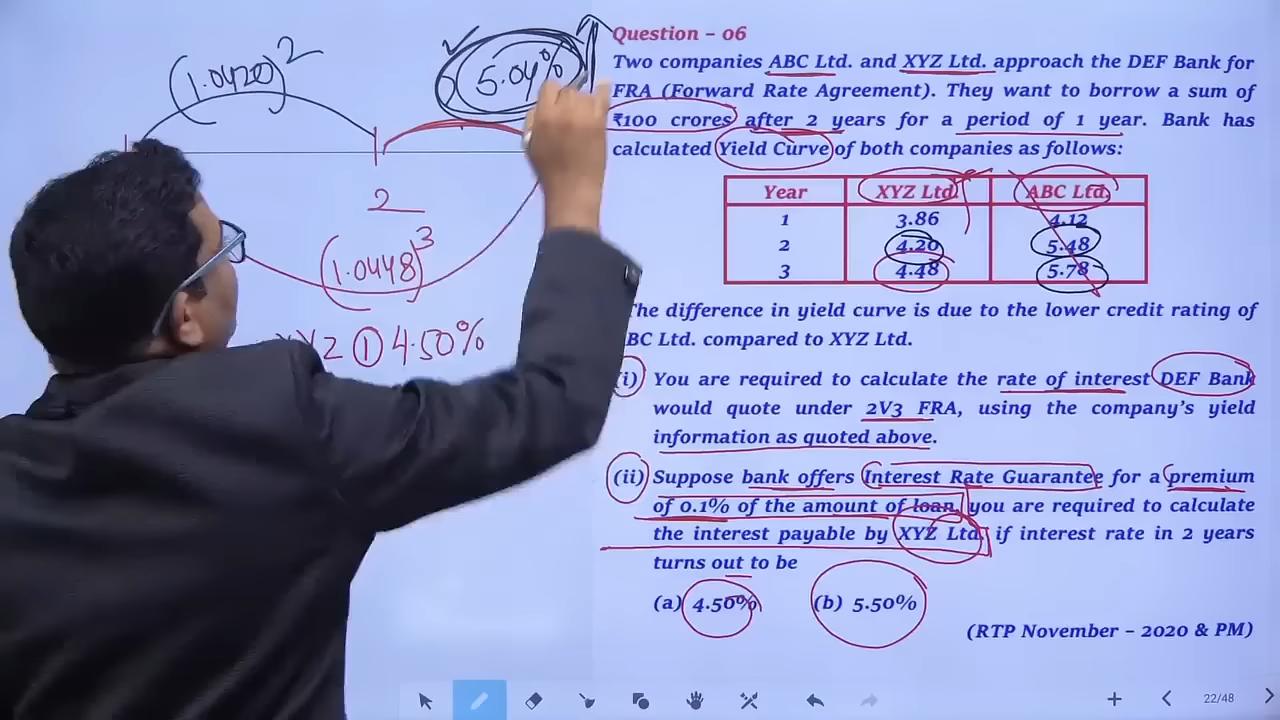 (1.0420)²
5.04%
2
(1.0448)³
① 4.50%
Question – 06
Two companies ABC Ltd. and XYZ Ltd. approach the DEF Bank for
FRA (Forward Rate Agreement). They want to borrow a sum of
₹100 crores after 2 years for a period of 1 year. Bank has
calculated Yield Curve of both companies as follows:
Year XYZ Ltd. ABC Ltd.
1 3.86 4.12
2 4.20 5.48
3 4.48 5.78
The difference in yield curve is due to the lower credit rating of
BC Ltd. compared to XYZ Ltd.
(i) You are required to calculate the rate of interest DEF Bank
would quote under 2V3 FRA, using the company's yield
information as quoted above.
(ii) Suppose bank offers Interest Rate Guarantee for a premium
of 0.1% of the amount of loan, you are required to calculate
the interest payable by XYZ Ltd. if interest rate in 2 years
turns out to be
(a) 4.50% (b) 5.50%
(RTP November – 2020 & PM)
22/48